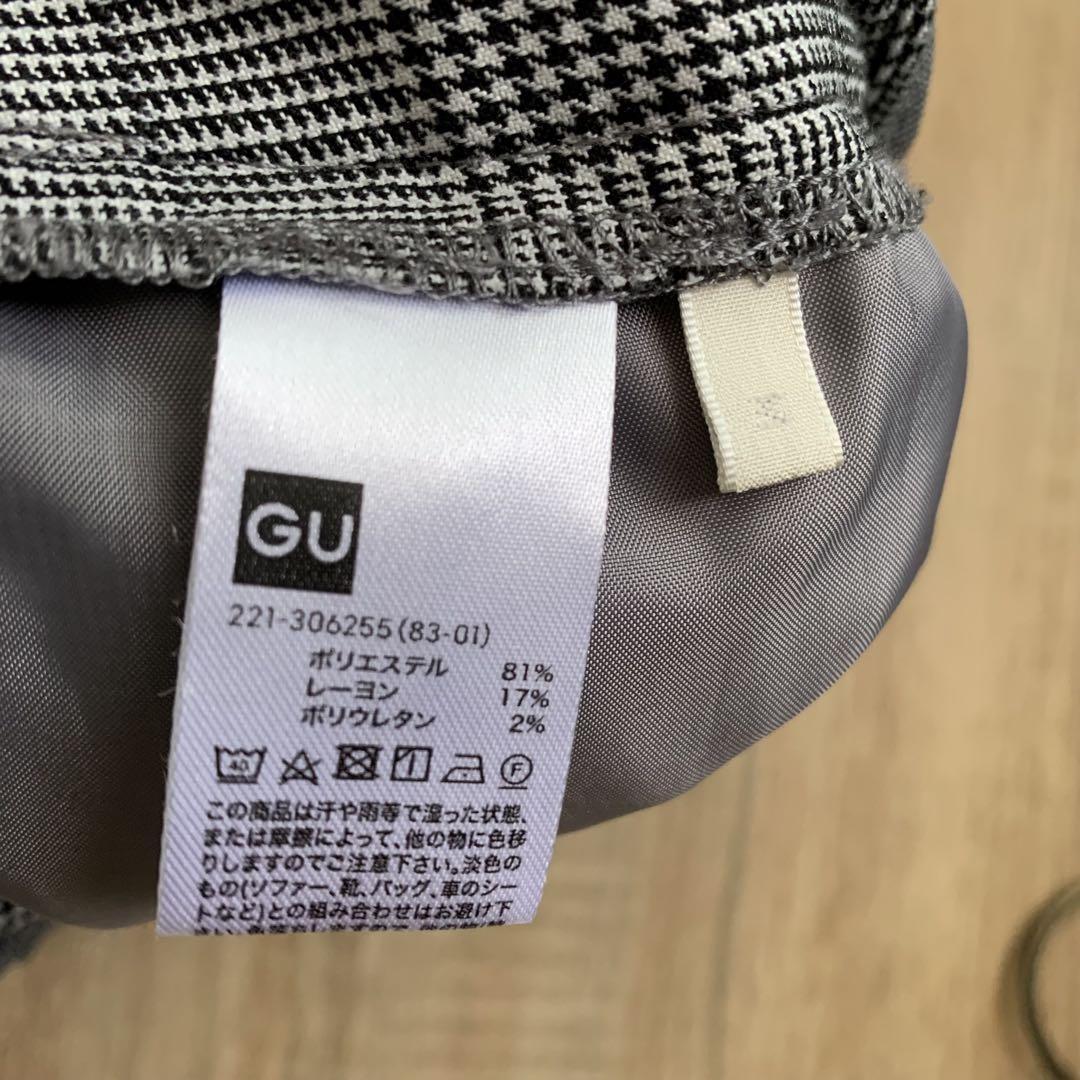 M
GU
221-306255(83-01)
ポリエステル 81%
レーヨン 17%
ポリウレタン 2%
40 F
この商品は汗や雨等で湿った状態、
または摩擦によって、他の物に色移
りしますのでご注意下さい。淡色の
もの(ソファー、靴、バッグ、車のシー
トなど)との組み合わせはお避け下